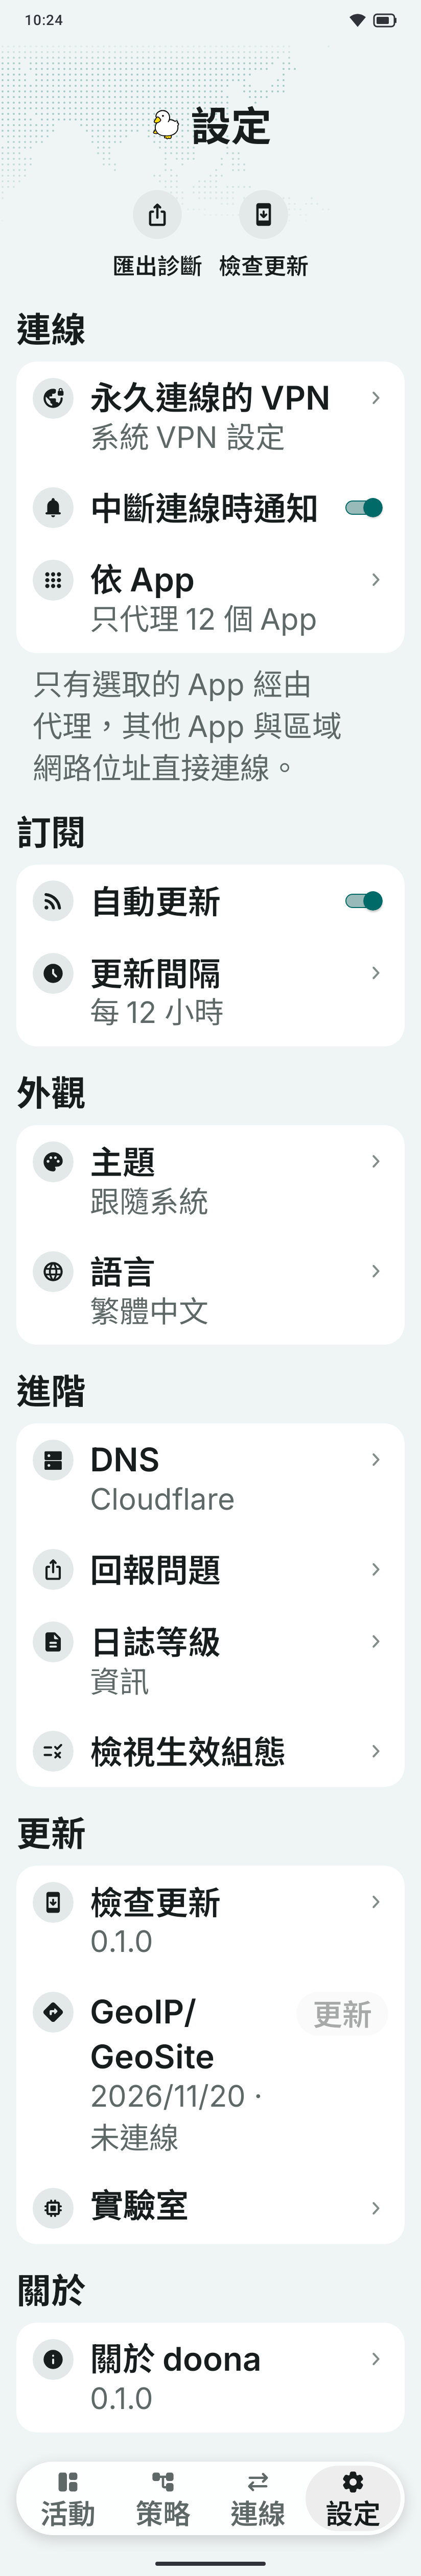 10:24
設定
匯出診斷
檢查更新
連線
永久連線的 VPN
系統 VPN 設定
中斷連線時通知
依 App
只代理 12 個 App
只有選取的 App 經由
代理，其他 App 與區域
網路位址直接連線。
訂閱
自動更新
更新間隔
每 12 小時
外觀
主題
跟隨系統
語言
繁體中文
進階
DNS
Cloudflare
回報問題
日誌等級
資訊
檢視生效組態
更新
檢查更新
0.1.0
GeoIP/
GeoSite
更新
2026/11/20 ·
未連線
實驗室
關於
關於 doona
0.1.0
活動
策略
連線
設定